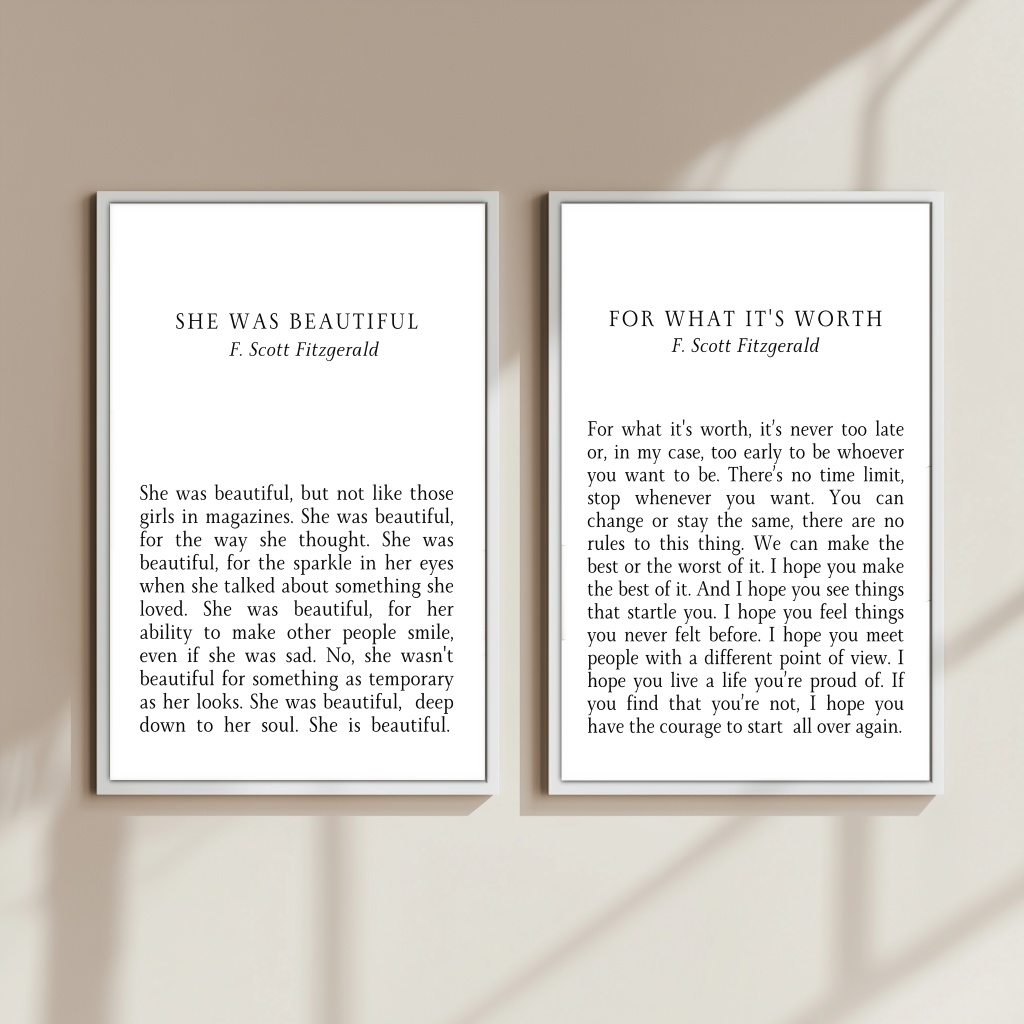 SHE WAS BEAUTIFUL
F. Scott Fitzgerald
She was beautiful, but not like those
girls in magazines. She was beautiful,
for the way she thought. She was
beautiful, for the sparkle in her eyes
when she talked about something she
loved. She was beautiful, for her
ability to make other people smile,
even if she was sad. No, she wasn't
beautiful for something as temporary
as her looks. She was beautiful, deep
down to her soul. She is beautiful.
FOR WHAT IT'S WORTH
F. Scott Fitzgerald
For what it's worth, it's never too late
or, in my case, too early to be whoever
you want to be. There's no time limit,
stop whenever you want. You can
change or stay the same, there are no
rules to this thing. We can make the
best or the worst of it. I hope you make
the best of it. And I hope you see things
that startle you. I hope you feel things
you never felt before. I hope you meet
people with a different point of view. I
hope you live a life you're proud of. If
you find that you're not, I hope you
have the courage to start all over again.